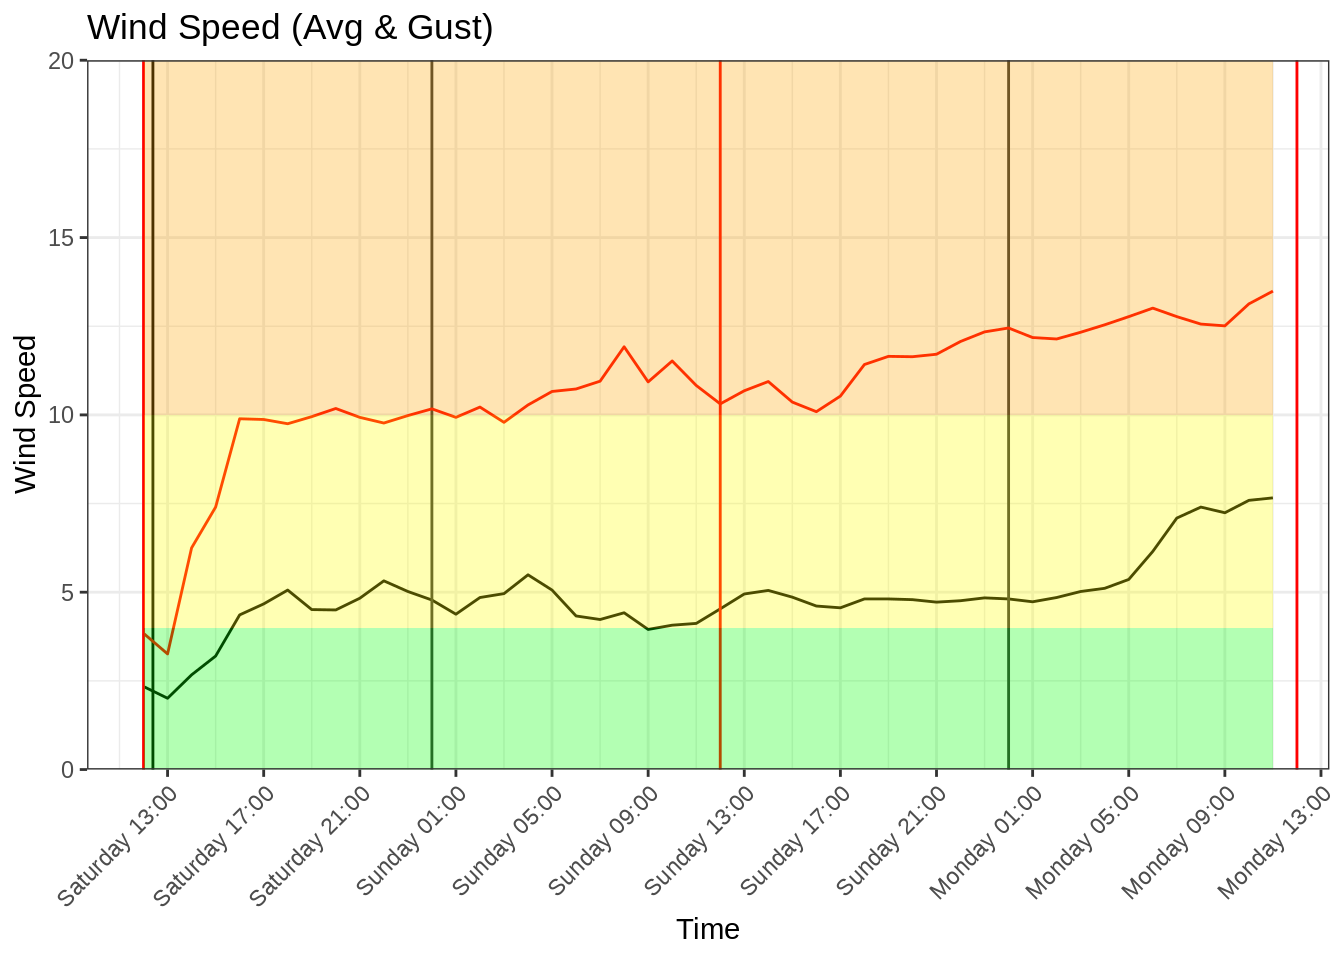 Wind Speed (Avg & Gust)
20
15
10
5
0
Wind Speed
Saturday 13:00
Saturday 17:00
Saturday 21:00
Sunday 01:00
Sunday 05:00
Sunday 09:00
Sunday 13:00
Sunday 17:00
Sunday 21:00
Monday 01:00
Monday 05:00
Monday 09:00
Monday 13:00
Time